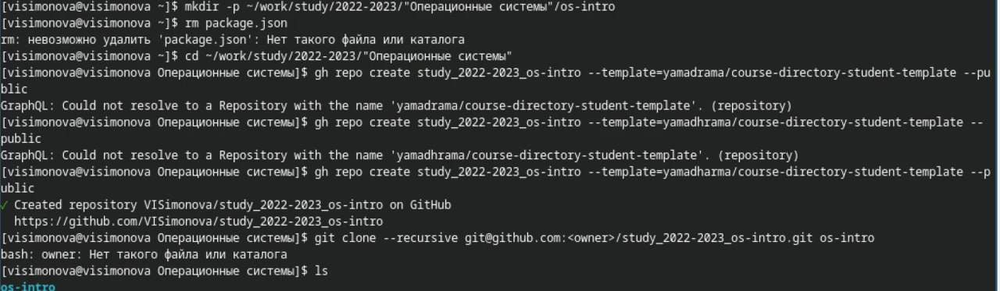 [visimonova@visimonova ~]$ mkdir -p ~/work/study/2022-2023/"Операционные системы"/os-intro
[visimonova@visimonova ~]$ rm package.json
rm: невозможно удалить 'package.json': Нет такого файла или каталога
[visimonova@visimonova ~]$ cd ~/work/study/2022-2023/"Операционные системы"
[visimonova@visimonova Операционные системы]$ gh repo create study_2022-2023_os-intro --template=yamadrama/course-directory-student-template --pu
blic
GraphQL: Could not resolve to a Repository with the name 'yamadrama/course-directory-student-template'. (repository)
[visimonova@visimonova Операционные системы]$ gh repo create study_2022-2023_os-intro --template=yamadhrama/course-directory-student-template --
public
GraphQL: Could not resolve to a Repository with the name 'yamadhrama/course-directory-student-template'. (repository)
[visimonova@visimonova Операционные системы]$ gh repo create study_2022-2023_os-intro --template=yamadharma/course-directory-student-template --p
ublic
✓ Created repository VISimonova/study_2022-2023_os-intro on GitHub
https://github.com/VISimonova/study_2022-2023_os-intro
[visimonova@visimonova Операционные системы]$ git clone --recursive git@github.com:<owner>/study_2022-2023_os-intro.git os-intro
bash: owner: Нет такого файла или каталога
[visimonova@visimonova Операционные системы]$ ls
os-intro